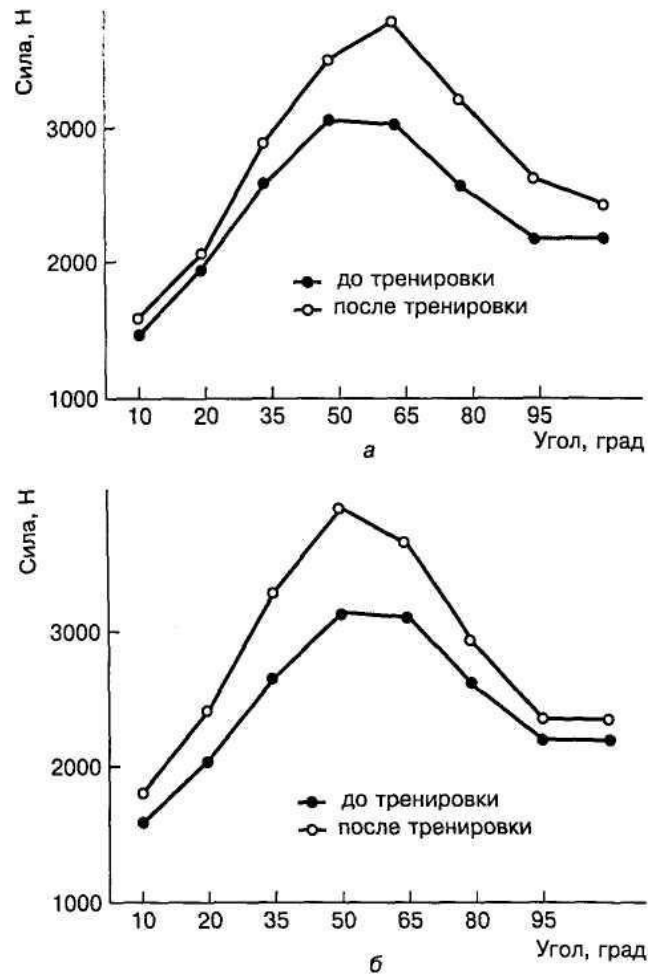 Сила, Н
3000
2000
1000
до тренировки
после тренировки
10 20 35 50 65 80 95
Угол, град
а
Сила, Н
3000
2000
1000
до тренировки
после тренировки
10 20 35 50 65 80 95
Угол, град
б